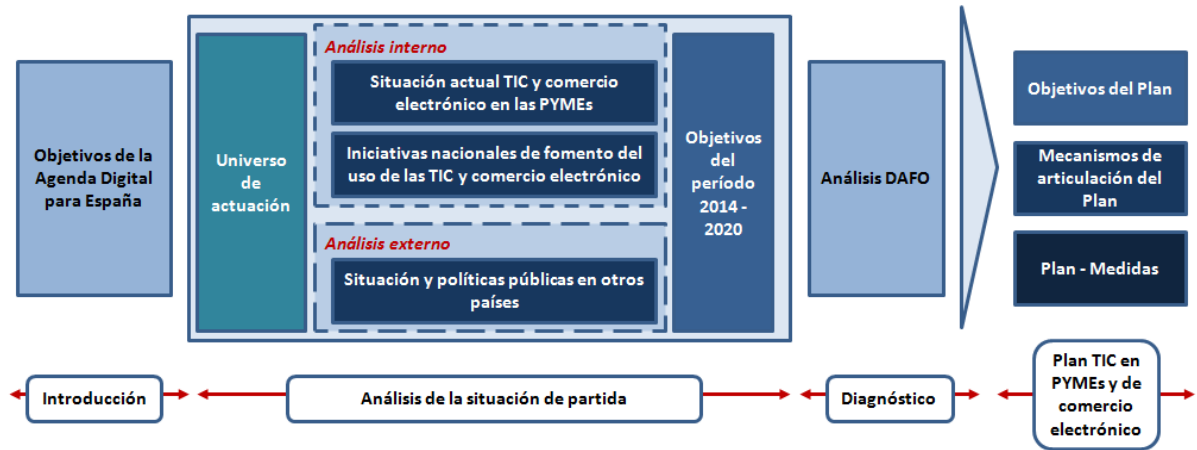 Objetivos de la
Agenda Digital
para España
Universo
de
actuación
Análisis interno
Situación actual TIC y comercio
electrónico en las PYMEs
Iniciativas nacionales de fomento del
uso de las TIC y comercio electrónico
Análisis externo
Situación y políticas públicas en otros
países
Objetivos
del
período
2014 -
2020
Análisis DAFO
Objetivos del Plan
Mecanismos de
articulación del
Plan
Plan - Medidas
Introducción
Análisis de la situación de partida
Diagnóstico
Plan TIC en
PYMEs y de
comercio
electrónico